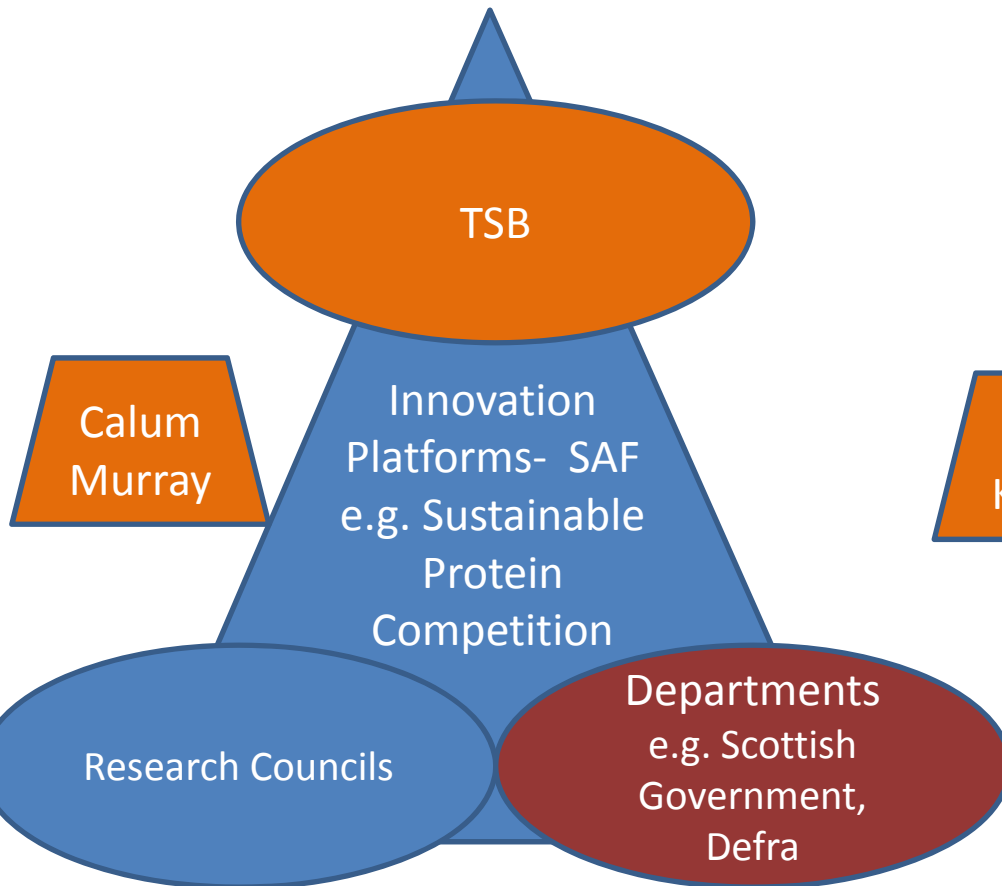 TSB
Calum
Murray
Innovation
Platforms- SAF
e.g. Sustainable
Protein
Competition
Research Councils
Departments
e.g. Scottish
Government,
Defra